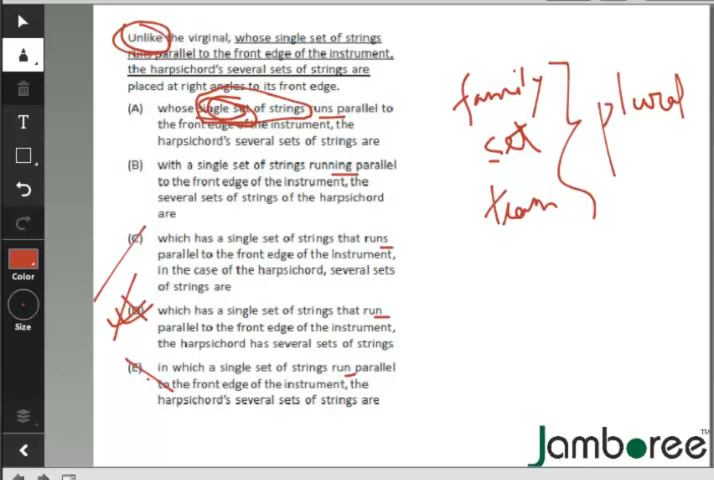 Unlike the virginal, whose single set of strings
runs parallel to the front edge of the instrument,
the harpsichord's several sets of strings are
placed at right angles to its front edge.
(A) whose single set of strings runs parallel to
the front edge of the instrument, the
harpsichord's several sets of strings are
(B) with a single set of strings running parallel
to the front edge of the instrument, the
several sets of strings of the harpsichord
are
(C) which has a single set of strings that runs
parallel to the front edge of the instrument,
in the case of the harpsichord, several sets
of strings are
(D) which has a single set of strings that run
parallel to the front edge of the instrument,
the harpsichord has several sets of strings
(E) in which a single set of strings run parallel
to the front edge of the instrument, the
harpsichord's several sets of strings are
family
set
team
plural
T
Color
Size
Jamboree™